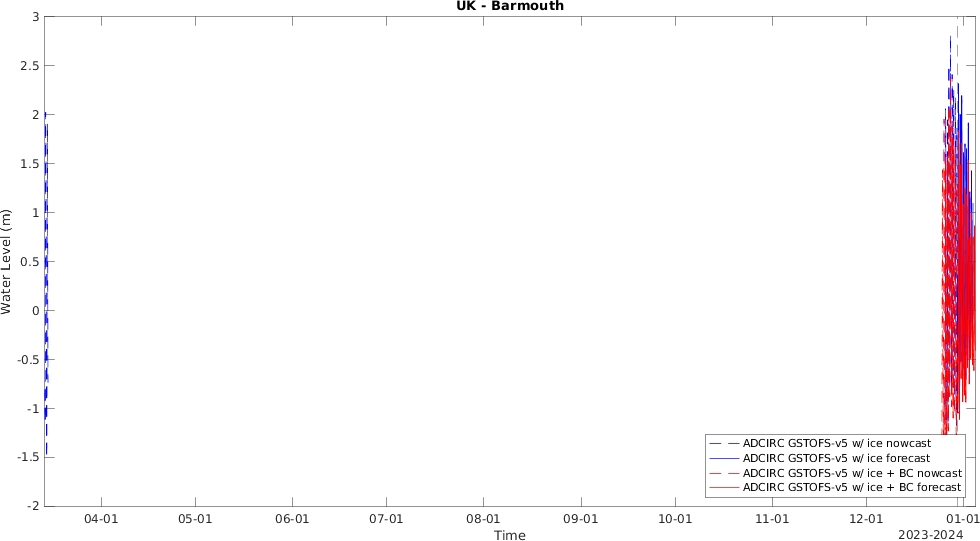 UK - Barmouth
3
2.5
2
1.5
1
0.5
0
-0.5
-1
-1.5
-2
Water Level (m)
ADCIRC GSTOFS-v5 w/ ice nowcast
ADCIRC GSTOFS-v5 w/ ice forecast
ADCIRC GSTOFS-v5 w/ ice + BC nowcast
ADCIRC GSTOFS-v5 w/ ice + BC forecast
04-01 05-01 06-01 07-01 08-01 09-01 10-01 11-01 12-01 01-01
Time
2023-2024